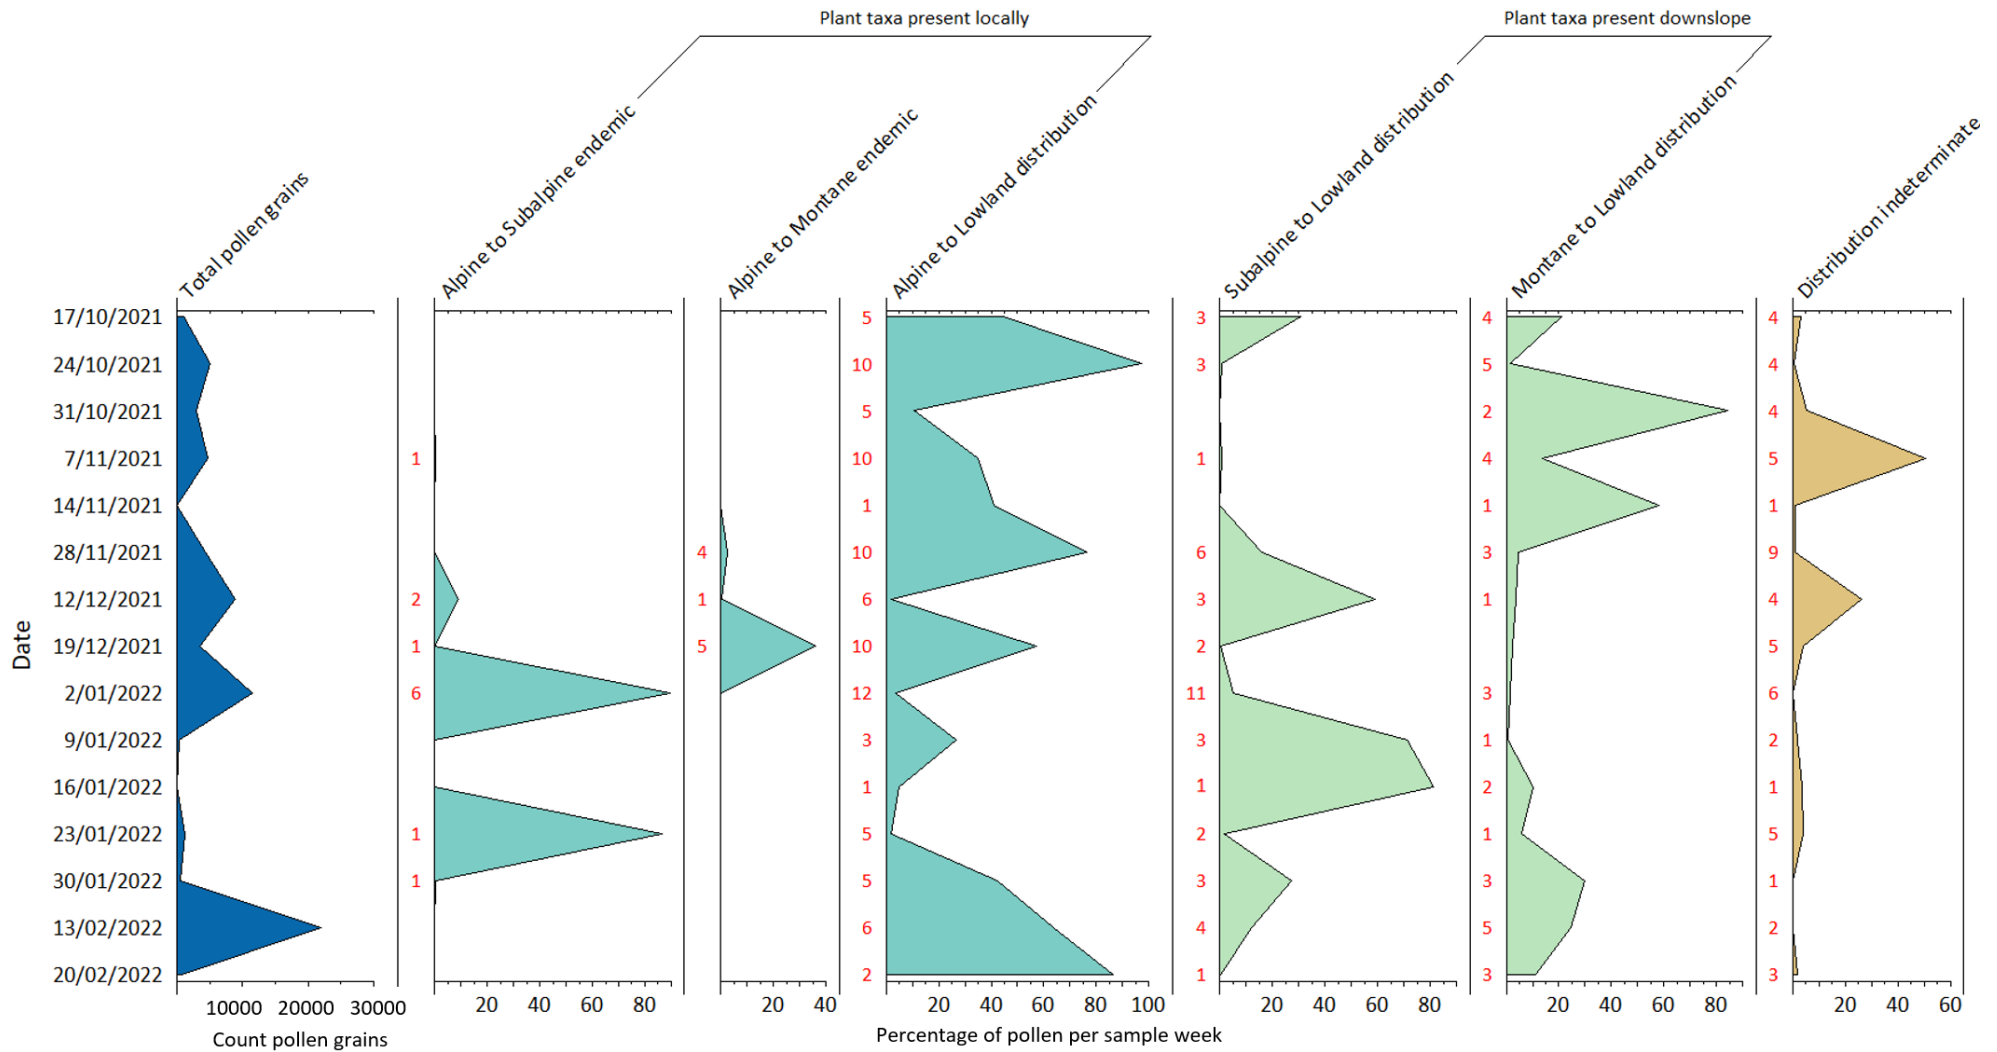 Plant taxa present locally
Plant taxa present downslope
Total pollen grains
Alpine to Subalpine endemic
Alpine to Montane endemic
Alpine to Lowland distribution
Subalpine to Lowland distribution
Montane to Lowland distribution
Distribution indeterminate
Date
17/10/2021 5 3 4 4
24/10/2021 10 3 5 4
31/10/2021 5 2 4
7/11/2021 1 10 1 4 5
14/11/2021 1 1 1
28/11/2021 4 10 6 3 9
12/12/2021 2 1 6 3 1 4
19/12/2021 1 5 10 2 5
2/01/2022 6 12 11 3 6
9/01/2022 3 3 1 2
16/01/2022 1 1 2 1
23/01/2022 1 5 2 1 5
30/01/2022 1 5 3 3 1
13/02/2022 6 4 5 2
20/02/2022 2 1 3 3
10000 20000 30000 20 40 60 80 20 40 20 40 60 80 100 20 40 60 80 20 40 60 80 20 40 60
Count pollen grains
Percentage of pollen per sample week